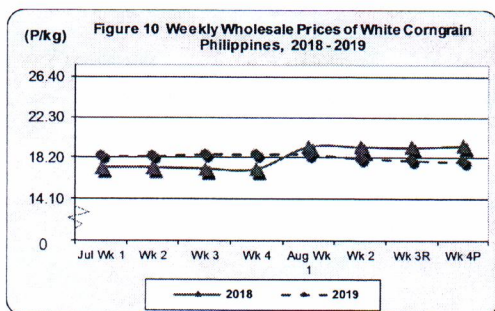 (P/kg)
Figure 10 Weekly Wholesale Prices of White Corngrain
Philippines, 2018 - 2019
26.40
22.30
18.20
14.10
0
Jul Wk 1 Wk 2 Wk 3 Wk 4 Aug Wk 1 Wk 2 Wk 3R Wk 4P
2018 2019